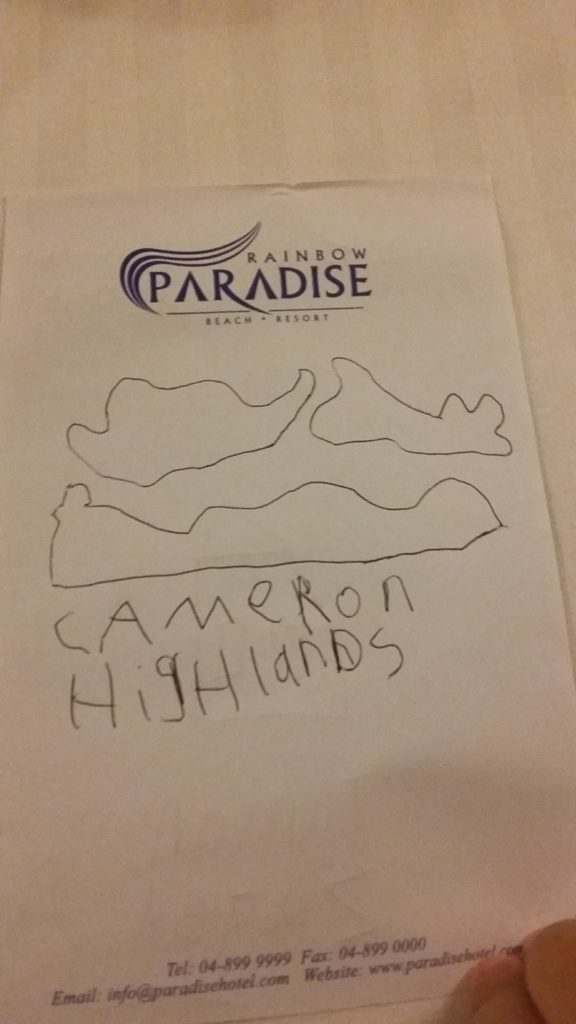 RAINBOW
PARADISE
BEACH • RESORT
CAMeRon
HigHlanDs
Tel: 04-899 9999 Fax: 04-899 0000
Email: info@paradisehotel.com Website: www.paradisehotel.com